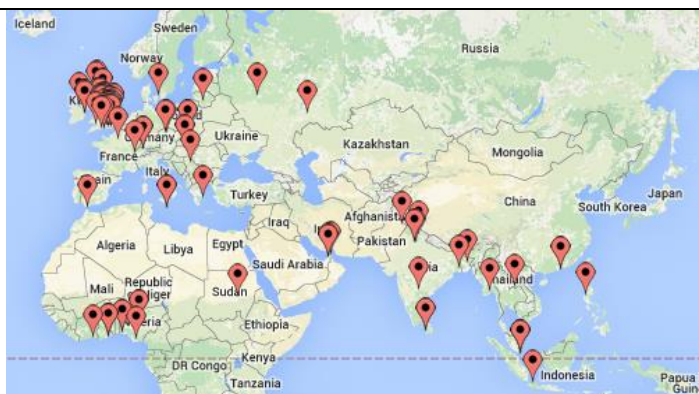 Iceland
Sweden
Norway
Russia
Ukraine
Kazakhstan
Mongolia
France
Italy
Turkey
Japan
South Korea
China
Afghanistan
Iraq
Pakistan
Algeria
Libya
Egypt
Saudi Arabia
Mali
Sudan
Ethiopia
DR Congo
Kenya
Tanzania
Indonesia
Papua